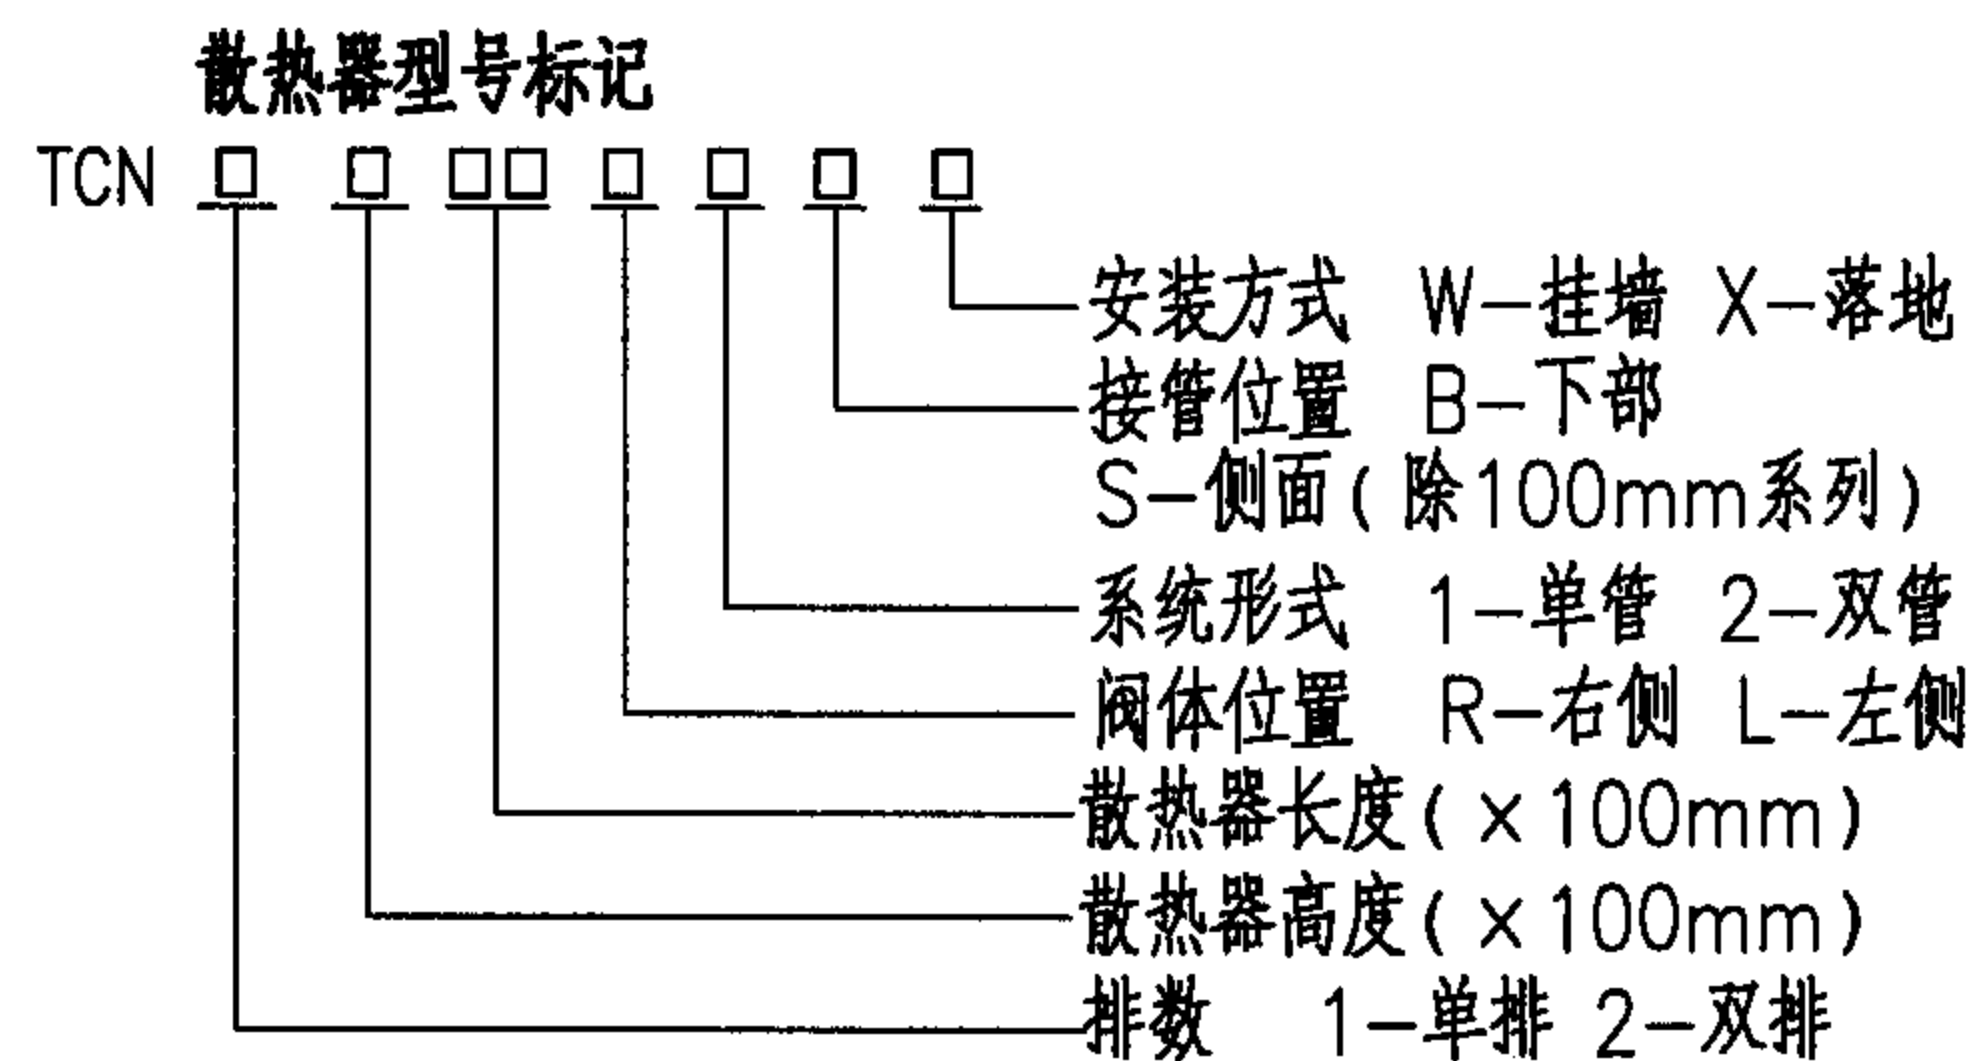 散热器型号标记
TCN □ □ □□ □ □ □ □
安装方式 W-挂墙 X-落地
接管位置 B-下部
S-侧面(除100mm系列)
系统形式 1-单管 2-双管
阀体位置 R-右侧 L-左侧
散热器长度(×100mm)
散热器高度(×100mm)
排数 1-单排 2-双排